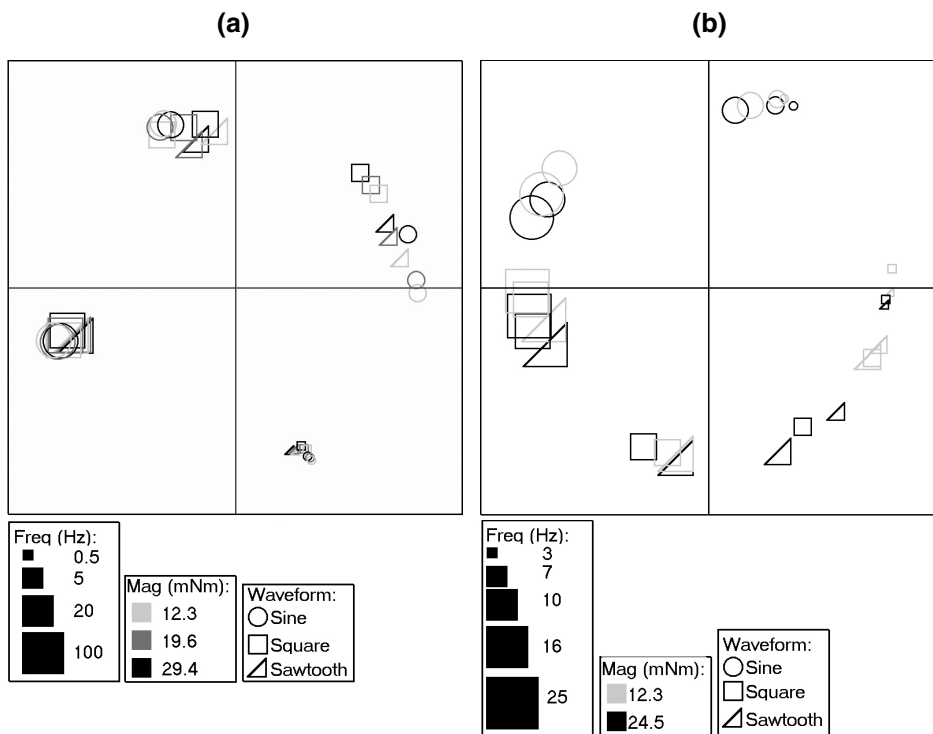 (a)
(b)
Freq (Hz):
0.5
5
20
100
Mag (mNm):
12.3
19.6
29.4
Waveform:
Sine
Square
Sawtooth
Freq (Hz):
3
7
10
16
25
Mag (mNm):
12.3
24.5
Waveform:
Sine
Square
Sawtooth